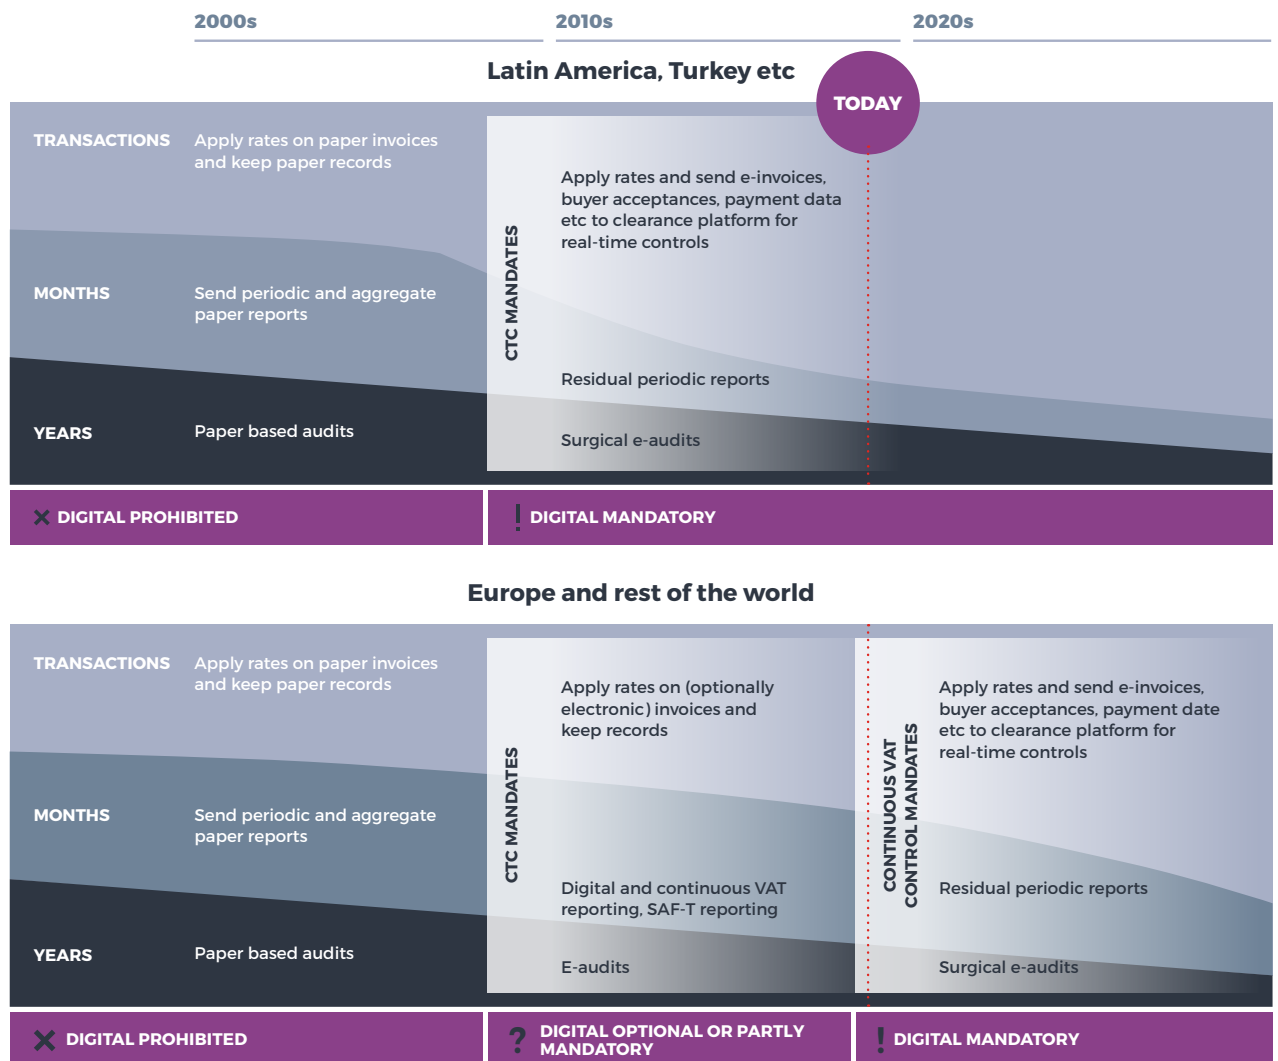 2000s
2010s
2020s
Latin America, Turkey etc
TODAY
TRANSACTIONS
Apply rates on paper invoices
and keep paper records
Apply rates and send e-invoices,
buyer acceptances, payment data
etc to clearance platform for
real-time controls
CTC MANDATES
MONTHS
Send periodic and aggregate
paper reports
Residual periodic reports
YEARS
Paper based audits
Surgical e-audits
DIGITAL PROHIBITED
! DIGITAL MANDATORY
Europe and rest of the world
TRANSACTIONS
Apply rates on paper invoices
and keep paper records
Apply rates on (optionally
electronic) invoices and
keep records
Apply rates and send e-invoices,
buyer acceptances, payment date
etc to clearance platform for
real-time controls
CTC MANDATES
CONTINUOUS VAT
CONTROL MANDATES
MONTHS
Send periodic and aggregate
paper reports
Digital and continuous VAT
reporting, SAF-T reporting
Residual periodic reports
YEARS
Paper based audits
E-audits
Surgical e-audits
DIGITAL PROHIBITED
? DIGITAL OPTIONAL OR PARTLY
MANDATORY
! DIGITAL MANDATORY